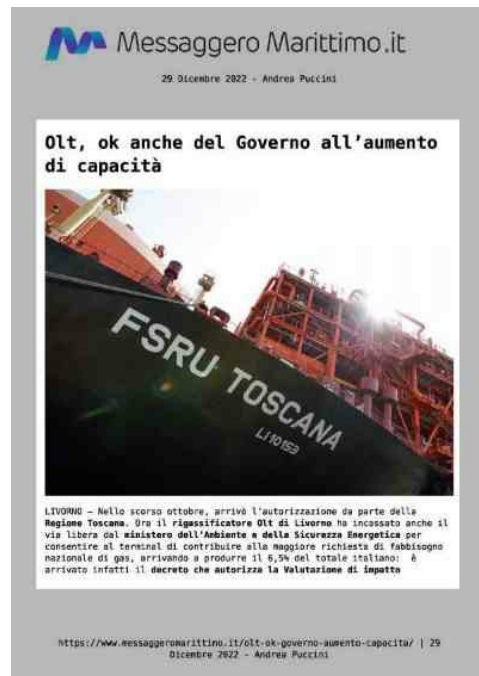 Messaggero Marittimo.it
29 Dicembre 2022 - Andrea Puccini
Olt, ok anche del Governo all'aumento
di capacità
FSRU TOSCANA
LI10153
LIVORNO – Nello scorso ottobre, arrivò l'autorizzazione da parte della
Regione Toscana. Ora il rigassificatore Olt di Livorno ha incassato anche il
via libera dal ministero dell'Ambiente e della Sicurezza Energetica per
consentire al terminal di contribuire alla maggiore richiesta di fabbisogno
nazionale di gas, arrivando a produrre il 6,5% del totale italiano: è
arrivato infatti il decreto che autorizza la Valutazione di impatto
https://www.messaggeromarittimo.it/olt-ok-governo-aumento-capacita/ | 29
Dicembre 2022 - Andrea Puccini